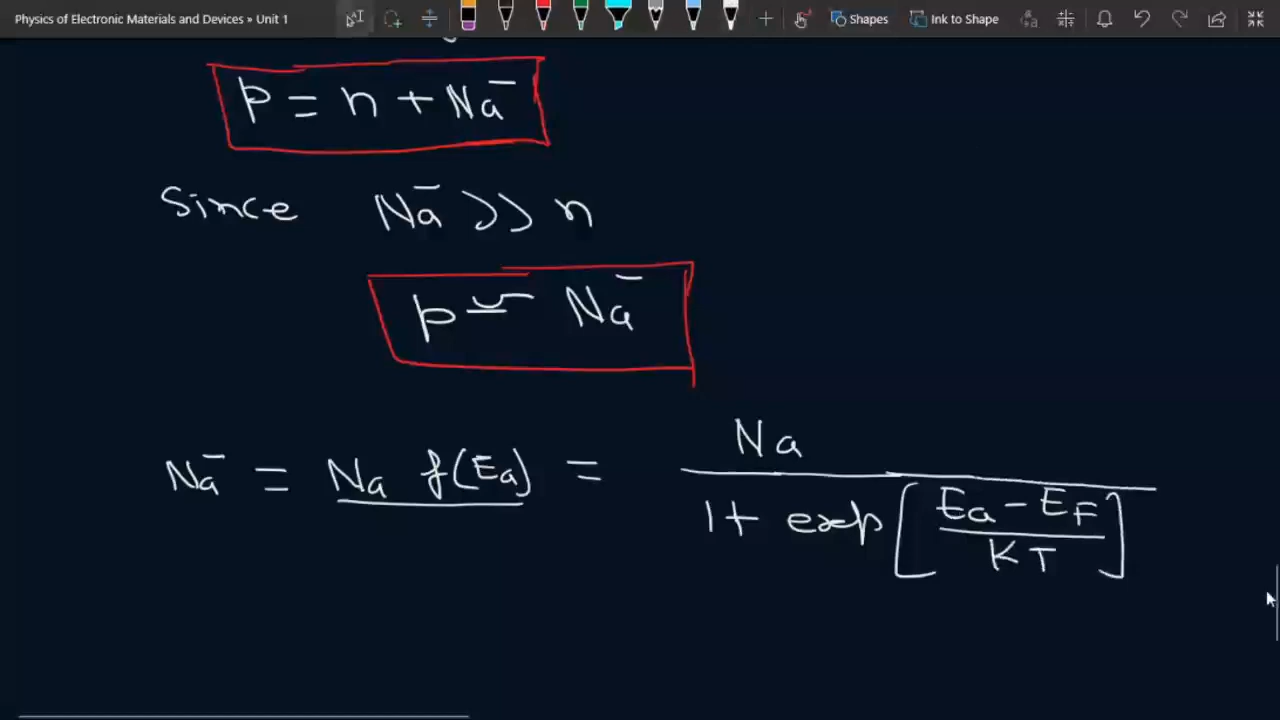 Physics of Electronic Materials and Devices » Unit 1
Shapes
Ink to Shape
p = n + Na⁻
Since Na⁻ >> n
p ≃ Na⁻
Na⁻ = Na f(Ea) = Na / 1 + exp [ Ea - EF / KT ]